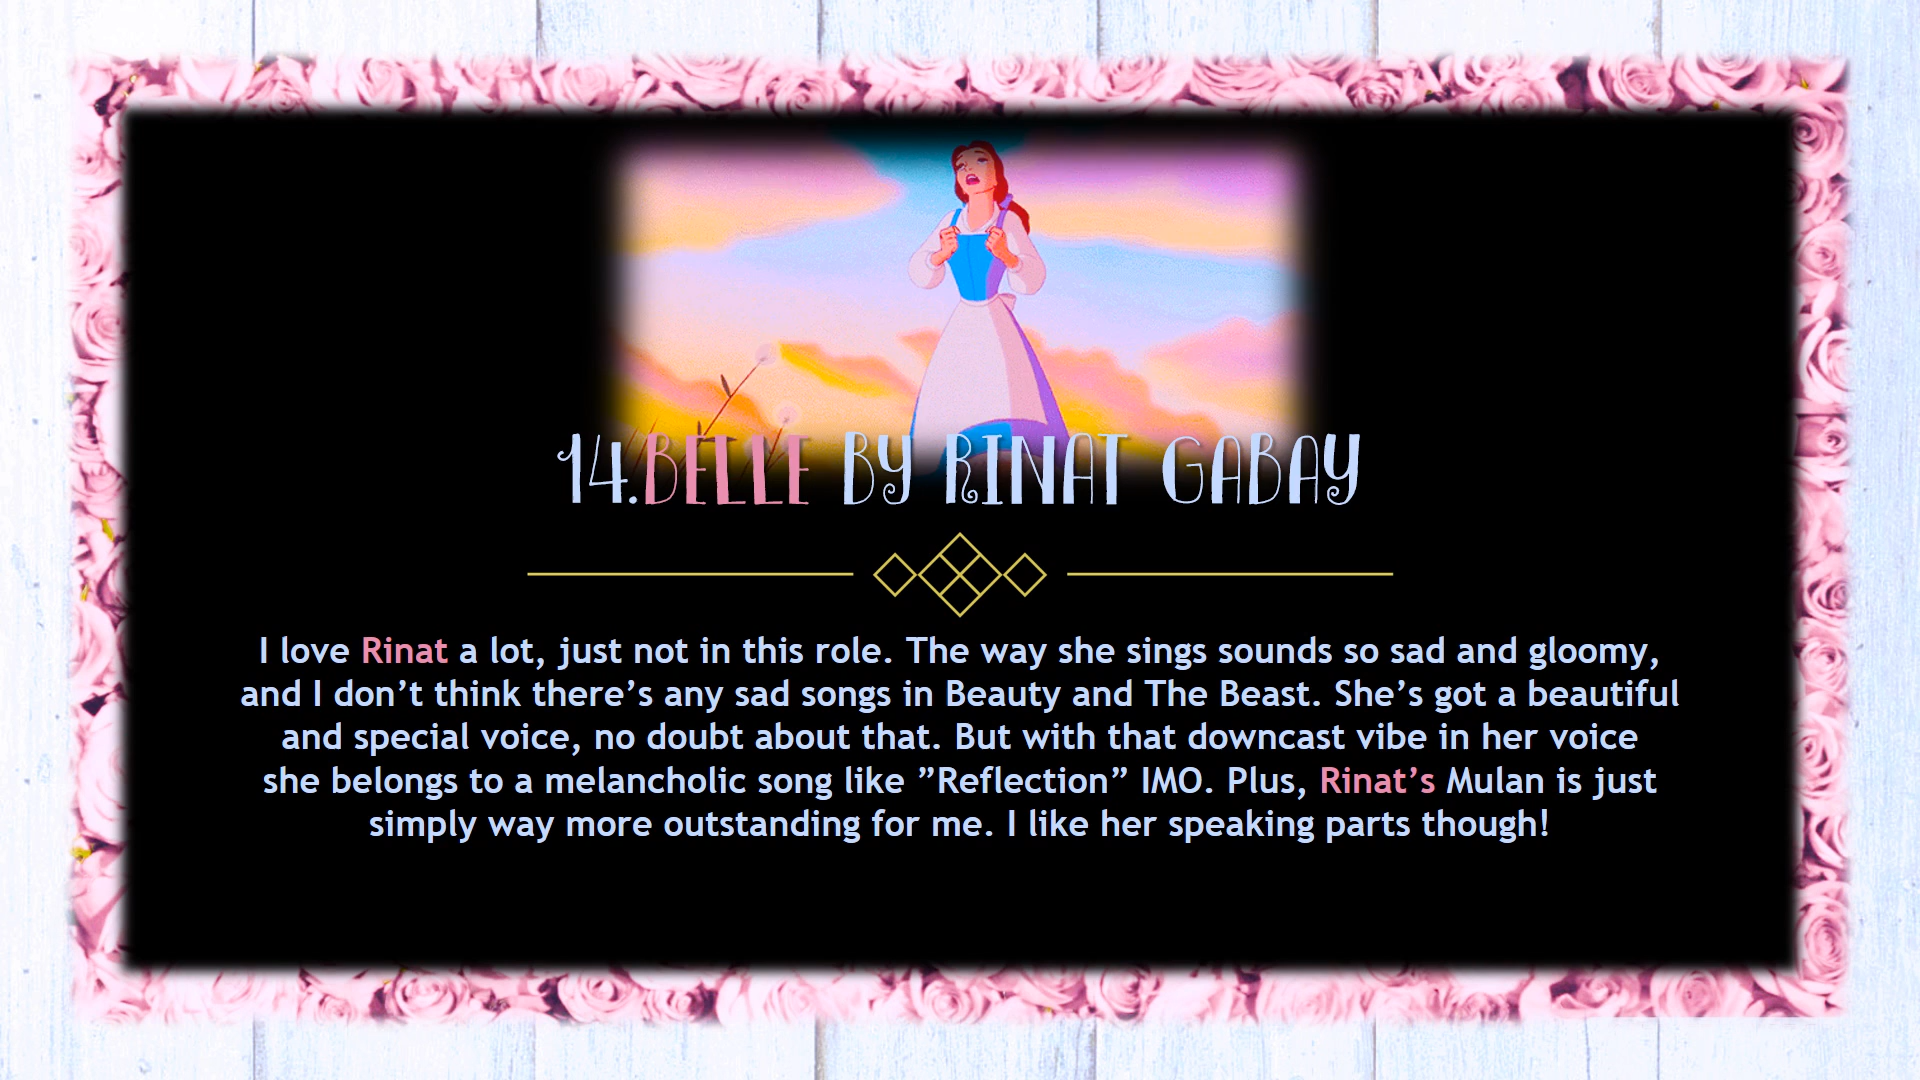 14.BELLE BY RINAT GABAY
I love Rinat a lot, just not in this role. The way she sings sounds so sad and gloomy,
and I don’t think there’s any sad songs in Beauty and The Beast. She’s got a beautiful
and special voice, no doubt about that. But with that downcast vibe in her voice
she belongs to a melancholic song like ”Reflection” IMO. Plus, Rinat’s Mulan is just
simply way more outstanding for me. I like her speaking parts though!